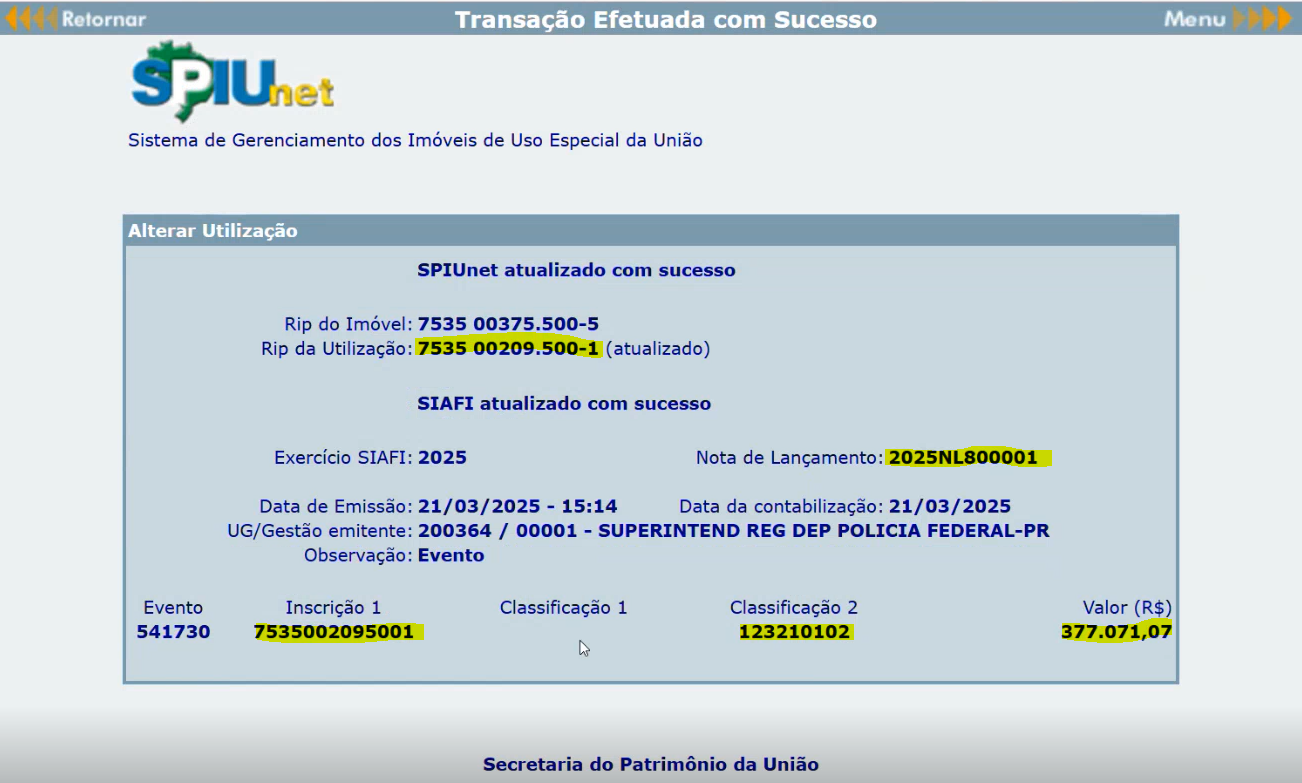 Retornar Transação Efetuada com Sucesso Menu
SPIUnet
Sistema de Gerenciamento dos Imóveis de Uso Especial da União
Alterar Utilização
SPIUnet atualizado com sucesso
Rip do Imóvel: 7535 00375.500-5
Rip da Utilização: 7535 00209.500-1 (atualizado)
SIAFI atualizado com sucesso
Exercício SIAFI: 2025 Nota de Lançamento: 2025NL800001
Data de Emissão: 21/03/2025 - 15:14 Data da contabilização: 21/03/2025
UG/Gestão emitente: 200364 / 00001 - SUPERINTEND REG DEP POLICIA FEDERAL-PR
Observação: Evento
Evento Inscrição 1 Classificação 1 Classificação 2 Valor (R$)
541730 7535002095001 123210102 377.071,07
Secretaria do Patrimônio da União